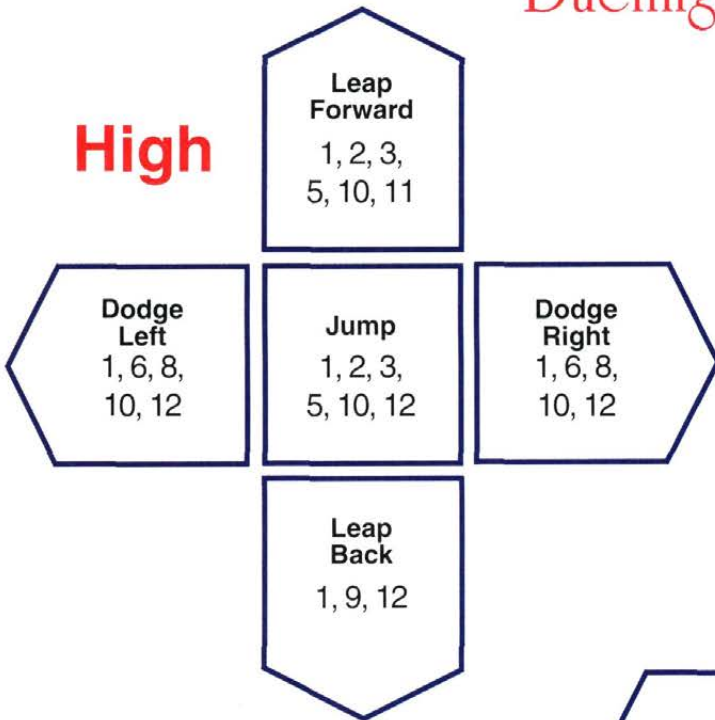 High
Leap
Forward
1, 2, 3,
5, 10, 11
Dodge
Left
1, 6, 8,
10, 12
Jump
1, 2, 3,
5, 10, 12
Dodge
Right
1, 6, 8,
10, 12
Leap
Back
1, 9, 12